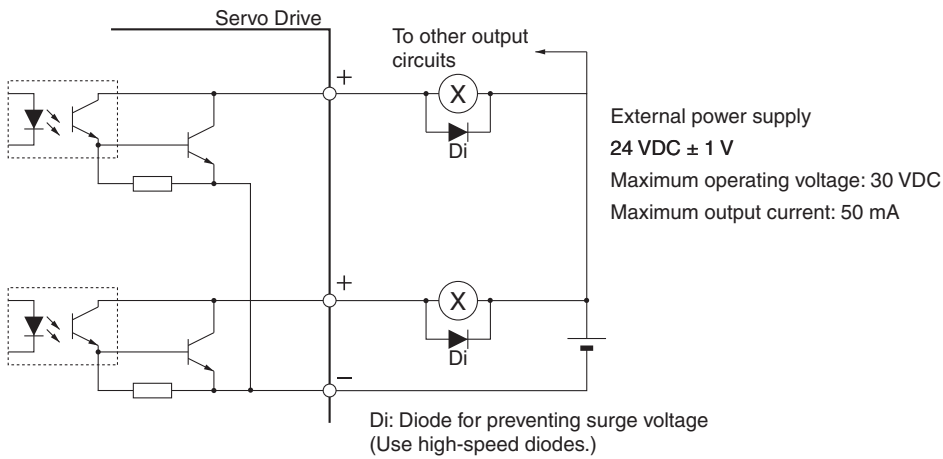 Servo Drive
To other output
circuits
+
X
Di
External power supply
24 VDC ± 1 V
Maximum operating voltage: 30 VDC
Maximum output current: 50 mA
+
X
Di
−
Di: Diode for preventing surge voltage
(Use high-speed diodes.)